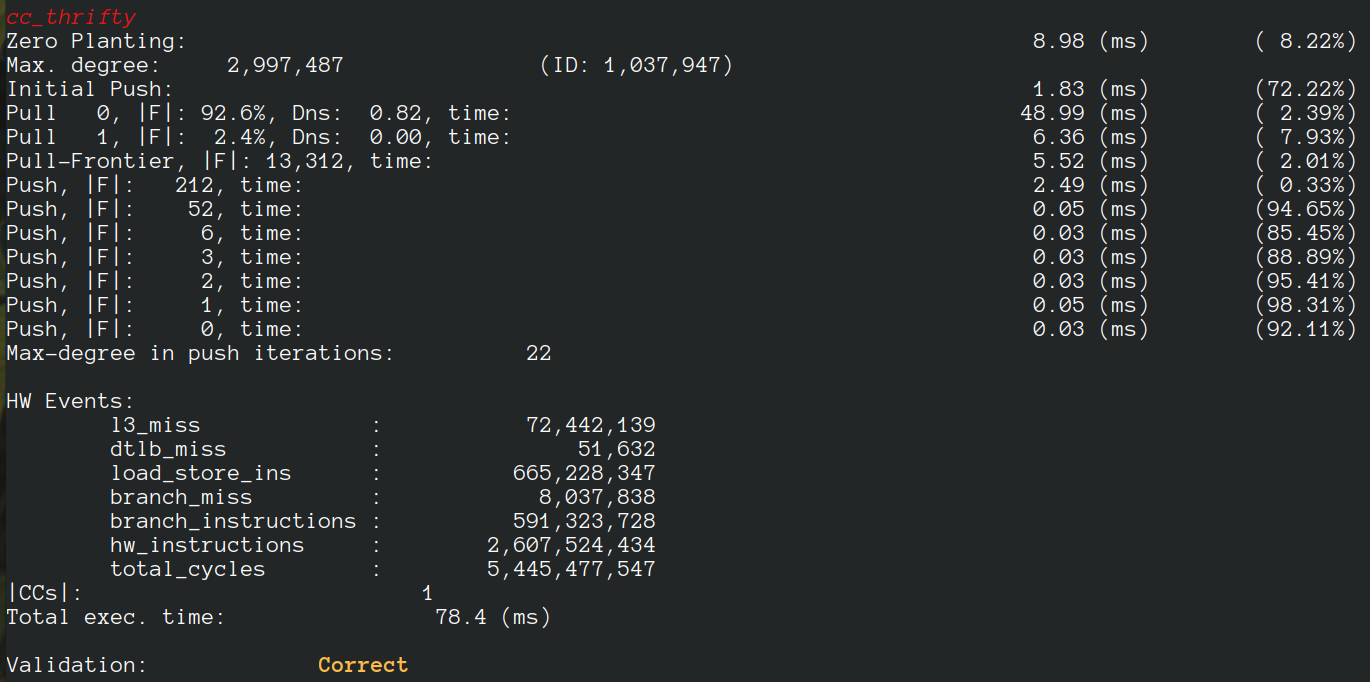 cc_thrifty
Zero Planting: 8.98 (ms) ( 8.22%)
Max. degree: 2,997,487 (ID: 1,037,947)
Initial Push: 1.83 (ms) (72.22%)
Pull 0, |F|: 92.6%, Dns: 0.82, time: 48.99 (ms) ( 2.39%)
Pull 1, |F|: 2.4%, Dns: 0.00, time: 6.36 (ms) ( 7.93%)
Pull-Frontier, |F|: 13,312, time: 5.52 (ms) ( 2.01%)
Push, |F|: 212, time: 2.49 (ms) ( 0.33%)
Push, |F|: 52, time: 0.05 (ms) (94.65%)
Push, |F|: 6, time: 0.03 (ms) (85.45%)
Push, |F|: 3, time: 0.03 (ms) (88.89%)
Push, |F|: 2, time: 0.03 (ms) (95.41%)
Push, |F|: 1, time: 0.05 (ms) (98.31%)
Push, |F|: 0, time: 0.03 (ms) (92.11%)
Max-degree in push iterations: 22
HW Events:
l3_miss : 72,442,139
dtlb_miss : 51,632
load_store_ins : 665,228,347
branch_miss : 8,037,838
branch_instructions : 591,323,728
hw_instructions : 2,607,524,434
total_cycles : 5,445,477,547
|CCs|: 1
Total exec. time: 78.4 (ms)
Validation: Correct